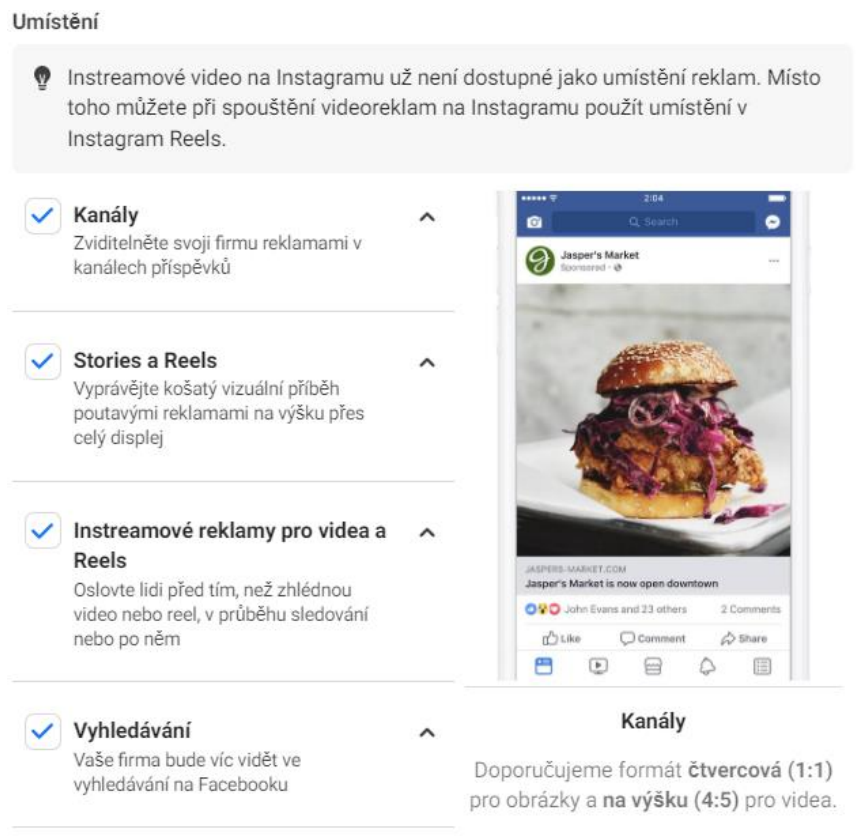 Umístění
Instreamové video na Instagramu už není dostupné jako umístění reklam. Místo
toho můžete při spouštění videoreklam na Instagramu použít umístění v
Instagram Reels.
Kanály
Zviditelněte svoji firmu reklamami v
kanálech příspěvků
Stories a Reels
Vyprávějte košatý vizuální příběh
poutavými reklamami na výšku přes
celý displej
Instreamové reklamy pro videa a
Reels
Oslovte lidi před tím, než zhlédnou
video nebo reel, v průběhu sledování
nebo po něm
Vyhledávání
Vaše firma bude víc vidět ve
vyhledávání na Facebooku
2:04
Search
Jasper's Market
Sponsored
JASPERS-MARKET.COM
Jasper's Market is now open downtown
John Evans and 23 others 2 Comments
Like Comment Share
Kanály
Doporučujeme formát čtvercová (1:1)
pro obrázky a na výšku (4:5) pro videa.